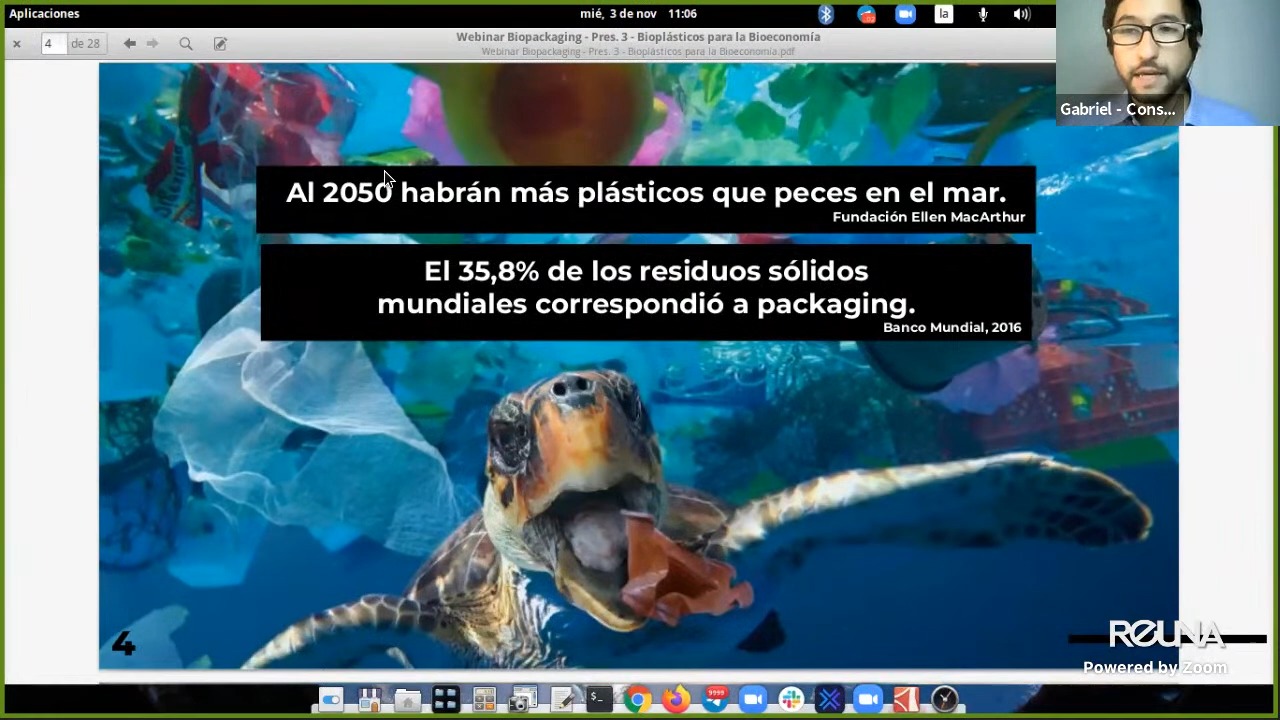 Aplicaciones
mié, 3 de nov 11:06
la
4 de 28
Webinar Biopackaging - Pres. 3 - Bioplásticos para la Bioeconomía
Webinar Biopackaging - Pres. 3 - Bioplásticos para la Bioeconomía.pdf
Gabriel - Cons...
Al 2050 habrán más plásticos que peces en el mar.
Fundación Ellen MacArthur
El 35,8% de los residuos sólidos
mundiales correspondió a packaging.
Banco Mundial, 2016
4
REUNA
Powered by Zoom
9999